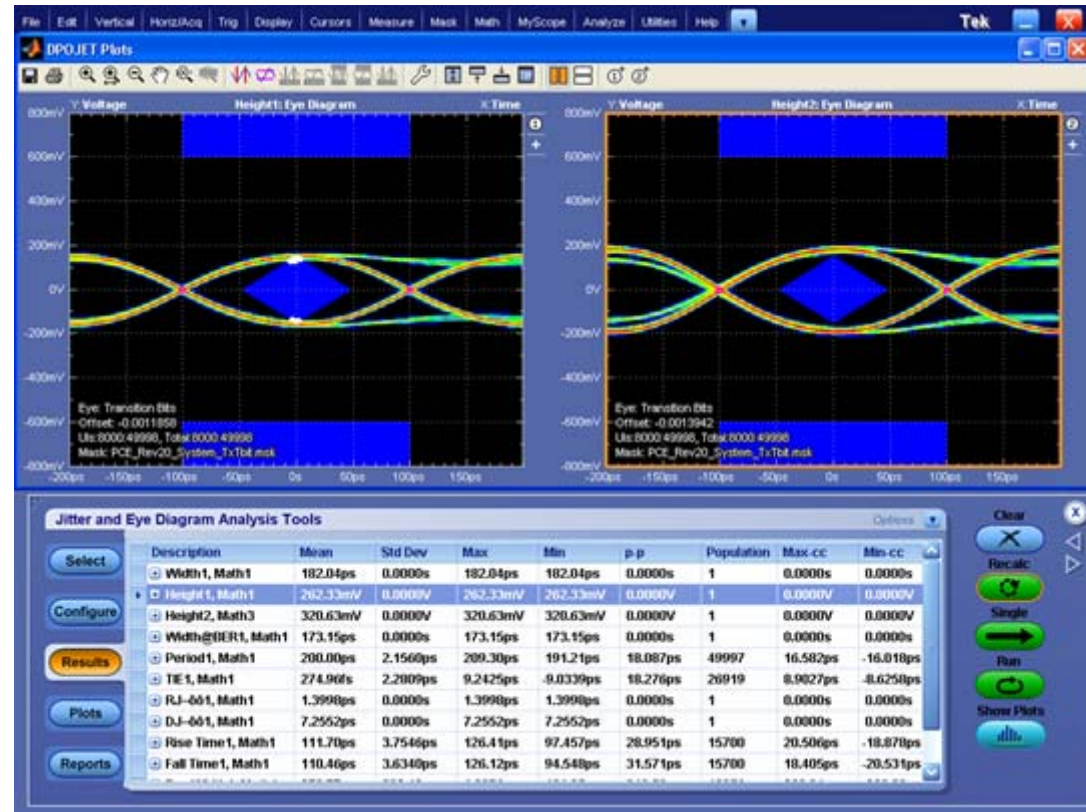 File Edit Vertical Horiz/Acq Trig Display Cursors Measure Mask Math MyScope Analyze Utilities Help Tek
DPOJET Plots
Y:Voltage Height1: Eye Diagram X:Time
800mV
600mV
400mV
200mV
0V
-200mV
-400mV
-600mV
-800mV
Eye: Transition Bits
Offset: -0.0011858
UIs:8000:49998, Total:8000:49998
Mask: PCE_Rev20_System_TxTbit.msk
-200ps -150ps -100ps -50ps 0s 50ps 100ps 150ps
1
Y:Voltage Height2: Eye Diagram X:Time
800mV
600mV
400mV
200mV
0V
-200mV
-400mV
-600mV
-800mV
Eye: Transition Bits
Offset: -0.0013942
UIs:8000:49998, Total:8000:49998
Mask: PCE_Rev20_System_TxTbit.msk
-200ps -150ps -100ps -50ps 0s 50ps 100ps 150ps
2
Jitter and Eye Diagram Analysis Tools Options
Select
Configure
Results
Plots
Reports
Description Mean Std Dev Max Min p-p Population Max-cc Min-cc
Width1, Math1 182.04ps 0.0000s 182.04ps 182.04ps 0.0000s 1 0.0000s 0.0000s
Height1, Math1 262.33mV 0.0000V 262.33mV 262.33mV 0.0000V 1 0.0000V 0.0000V
Height2, Math3 320.63mV 0.0000V 320.63mV 320.63mV 0.0000V 1 0.0000V 0.0000V
Width@BER1, Math1 173.15ps 0.0000s 173.15ps 173.15ps 0.0000s 1 0.0000s 0.0000s
Period1, Math1 200.00ps 2.1560ps 209.30ps 191.21ps 18.087ps 49997 16.582ps -16.018ps
TIE1, Math1 274.96fs 2.2809ps 9.2425ps -9.0339ps 18.276ps 26919 8.9027ps -8.6258ps
RJ-δδ1, Math1 1.3998ps 0.0000s 1.3998ps 1.3998ps 0.0000s 1 0.0000s 0.0000s
DJ-δδ1, Math1 7.2552ps 0.0000s 7.2552ps 7.2552ps 0.0000s 1 0.0000s 0.0000s
Rise Time1, Math1 111.70ps 3.7546ps 126.41ps 97.457ps 28.951ps 15700 20.506ps -18.878ps
Fall Time1, Math1 110.46ps 3.6340ps 126.12ps 94.548ps 31.571ps 15700 18.405ps -20.531ps
Clear
Recalc
Single
Run
Show Plots